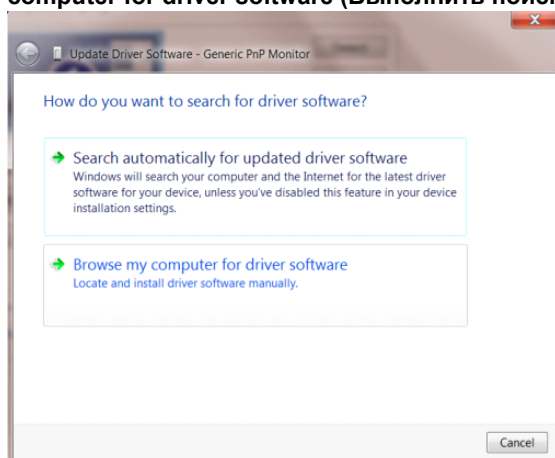 computer for driver software (Выполнить поиск
Update Driver Software - Generic PnP Monitor
How do you want to search for driver software?
Search automatically for updated driver software
Windows will search your computer and the Internet for the latest driver
software for your device, unless you've disabled this feature in your device
installation settings.
Browse my computer for driver software
Locate and install driver software manually.
Cancel